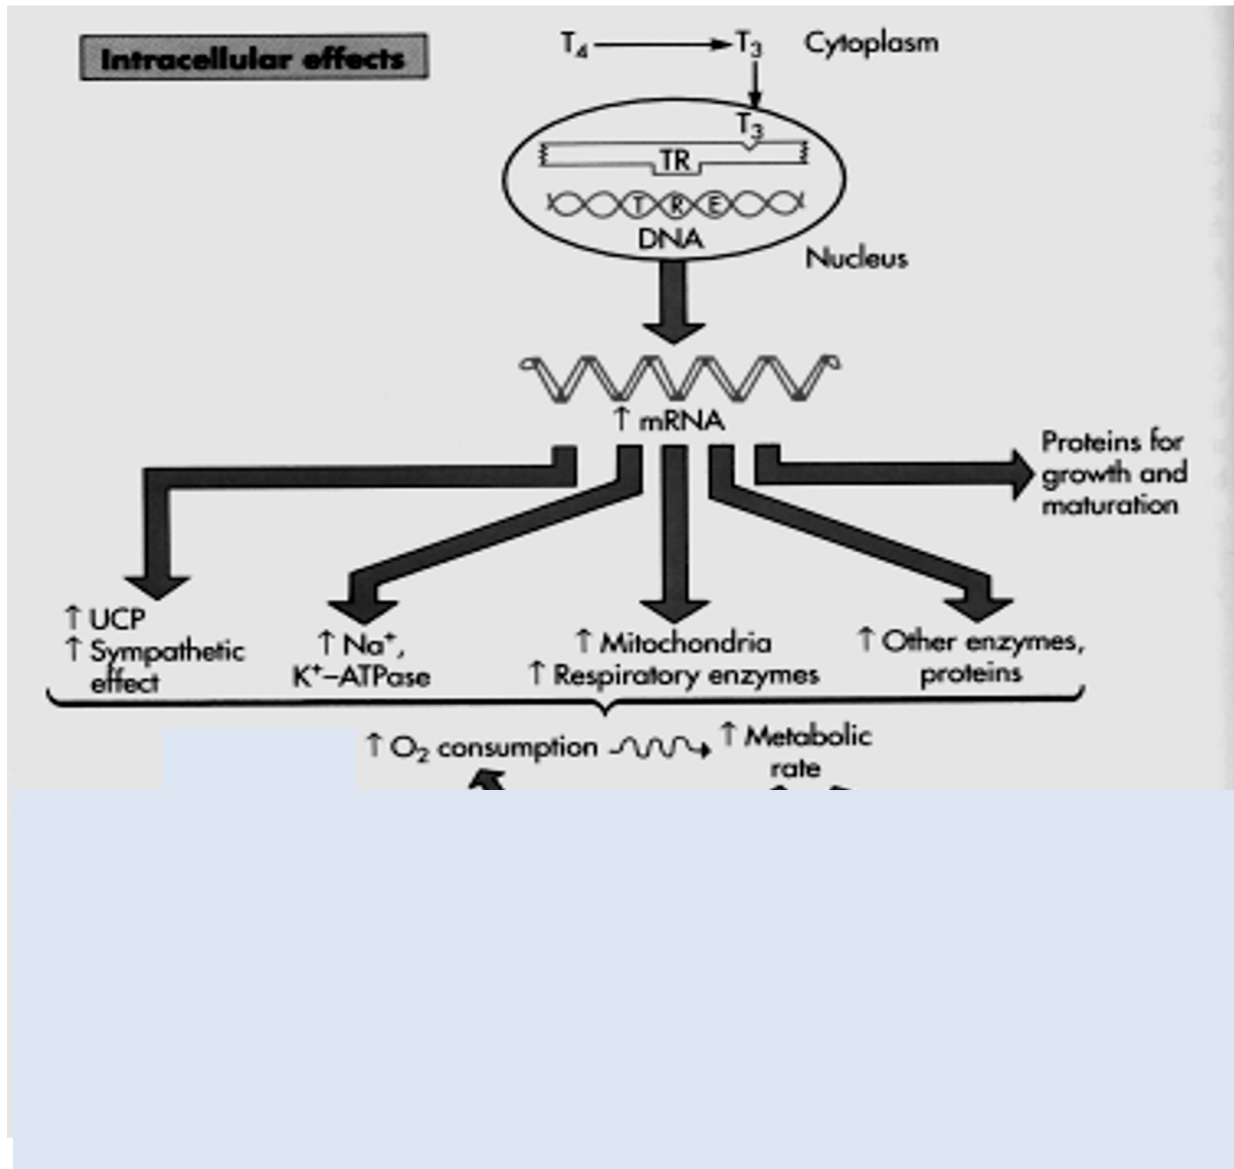 Intracellular effects
T₄ → T₃ Cytoplasm
T₃
TR
T R E
DNA
Nucleus
↑ mRNA
Proteins for
growth and
maturation
↑ UCP
↑ Sympathetic
effect
↑ Na⁺,
K⁺–ATPase
↑ Mitochondria
↑ Respiratory enzymes
↑ Other enzymes,
proteins
↑ O₂ consumption
↑ Metabolic
rate